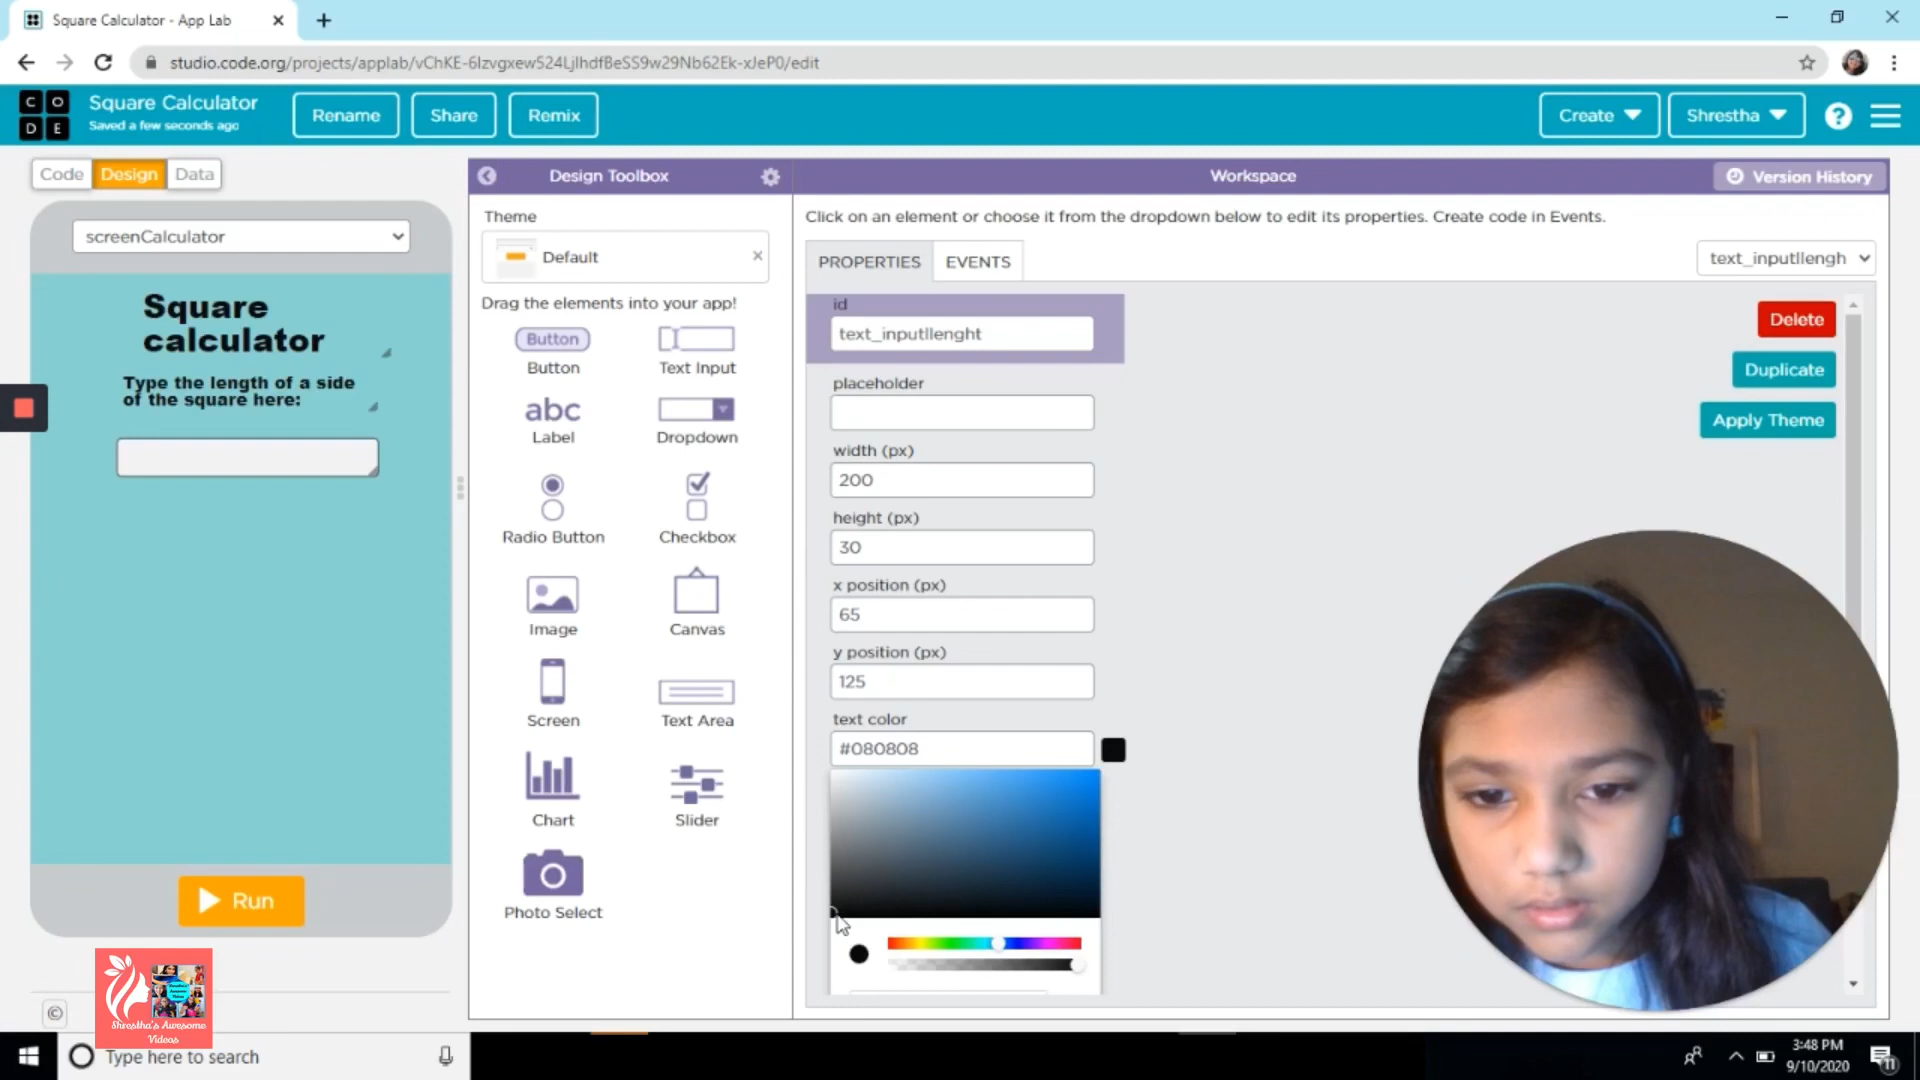 Square Calculator - App Lab
studio.code.org/projects/applab/vChKE-6Izvgxew524LjlhdfBeSS9w29Nb62Ek-xJeP0/edit
CODE
Square Calculator
Saved a few seconds ago
Rename
Share
Remix
Create
Shrestha
?
Code
Design
Data
screenCalculator
Square
calculator
Type the length of a side
of the square here:
Run
Design Toolbox
Theme
Default
Drag the elements into your app!
Button
Button
Text Input
abc
Label
Dropdown
Radio Button
Checkbox
Image
Canvas
Screen
Text Area
Chart
Slider
Photo Select
Workspace
Version History
Click on an element or choose it from the dropdown below to edit its properties. Create code in Events.
PROPERTIES
EVENTS
text_inputllengh
id
text_inputllenght
placeholder
width (px)
200
height (px)
30
x position (px)
65
y position (px)
125
text color
#080808
Delete
Duplicate
Apply Theme
©
Shrestha's Awesome
Videos
Type here to search
3:48 PM
9/10/2020
11